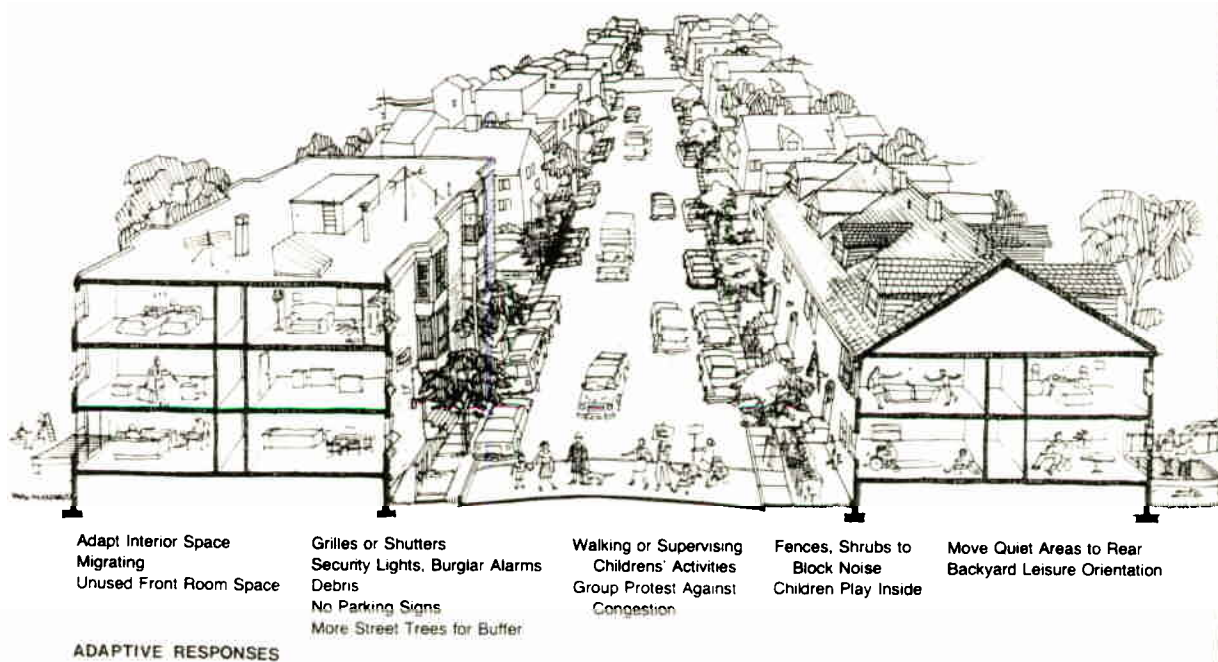 Adapt Interior Space
Migrating
Unused Front Room Space
Grilles or Shutters
Security Lights, Burglar Alarms
Debris
No Parking Signs
More Street Trees for Buffer
Walking or Supervising
Childrens' Activities
Group Protest Against
Congestion
Fences, Shrubs to
Block Noise
Children Play Inside
Move Quiet Areas to Rear
Backyard Leisure Orientation
ADAPTIVE RESPONSES